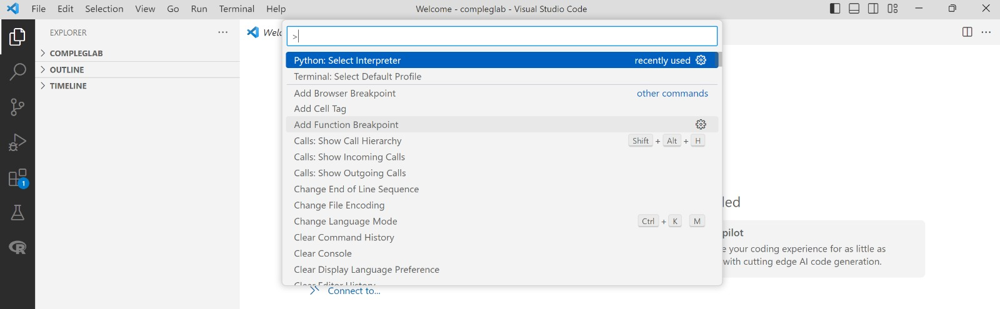 File Edit Selection View Go Run Terminal Help Welcome - compleglab - Visual Studio Code
EXPLORER
COMPLEGLAB
OUTLINE
TIMELINE
1
R
>
Python: Select Interpreter recently used
Terminal: Select Default Profile
Add Browser Breakpoint other commands
Add Cell Tag
Add Function Breakpoint
Calls: Show Call Hierarchy Shift + Alt + H
Calls: Show Incoming Calls
Calls: Show Outgoing Calls
Change End of Line Sequence
Change File Encoding
Change Language Mode Ctrl + K M
Clear Command History
Clear Console
Clear Display Language Preference
Clear Editor History
Connect to...
your coding experience for as little as
with cutting edge AI code generation.